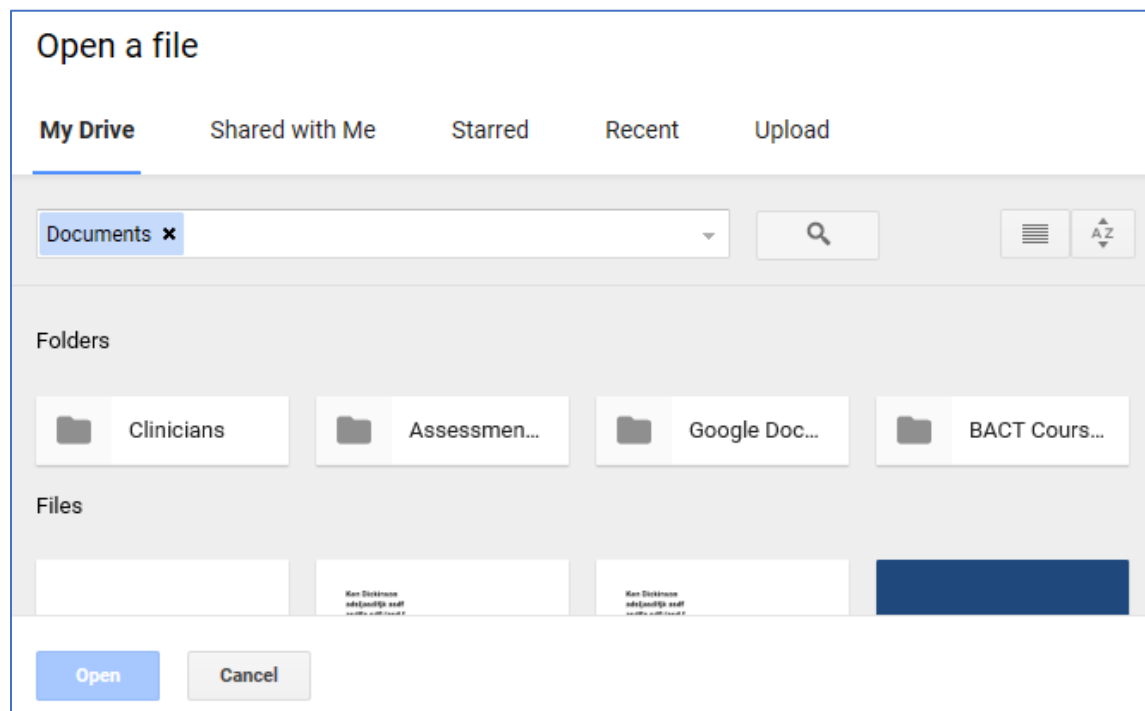 Open a file
My Drive Shared with Me Starred Recent Upload
Documents ×
A Z
Folders
Clinicians Assessmen... Google Doc... BACT Cours...
Files
Ken Dickinson Ken Dickinson
Open Cancel